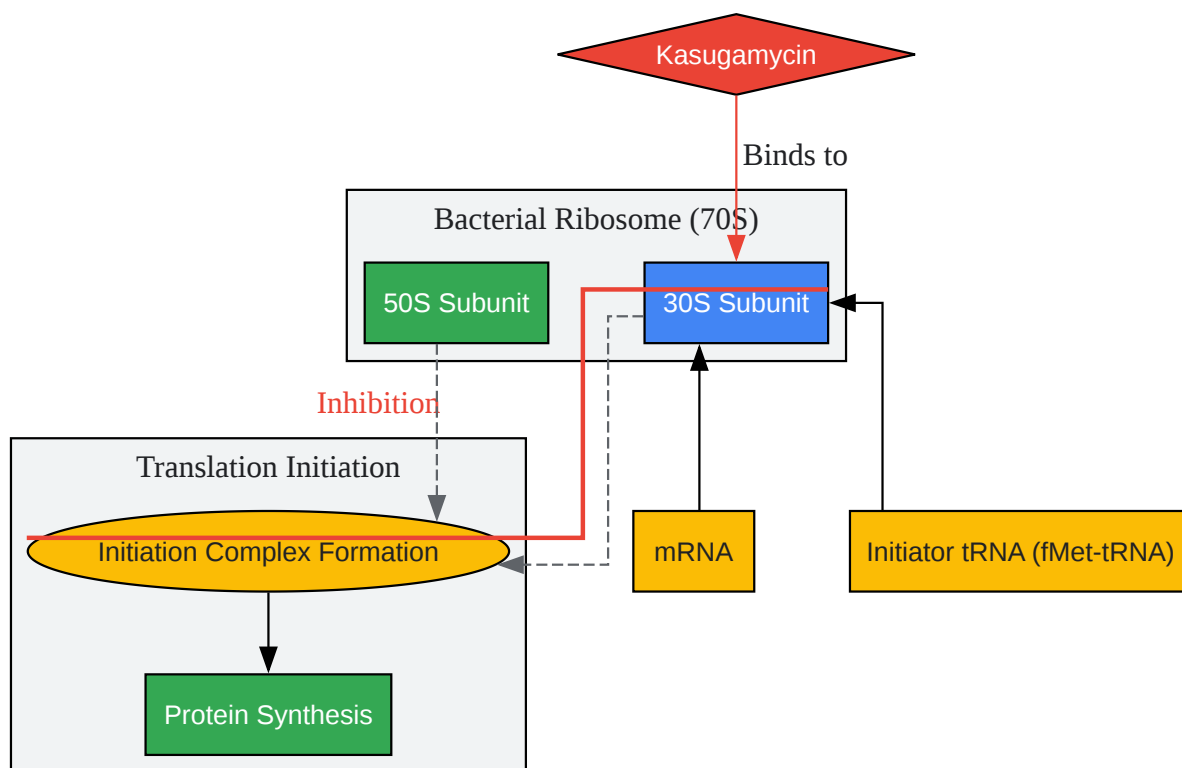 Kasugamycin
Binds to
Bacterial Ribosome (70S)
50S Subunit
30S Subunit
Inhibition
Translation Initiation
Initiation Complex Formation
mRNA
Initiator tRNA (fMet-tRNA)
Protein Synthesis